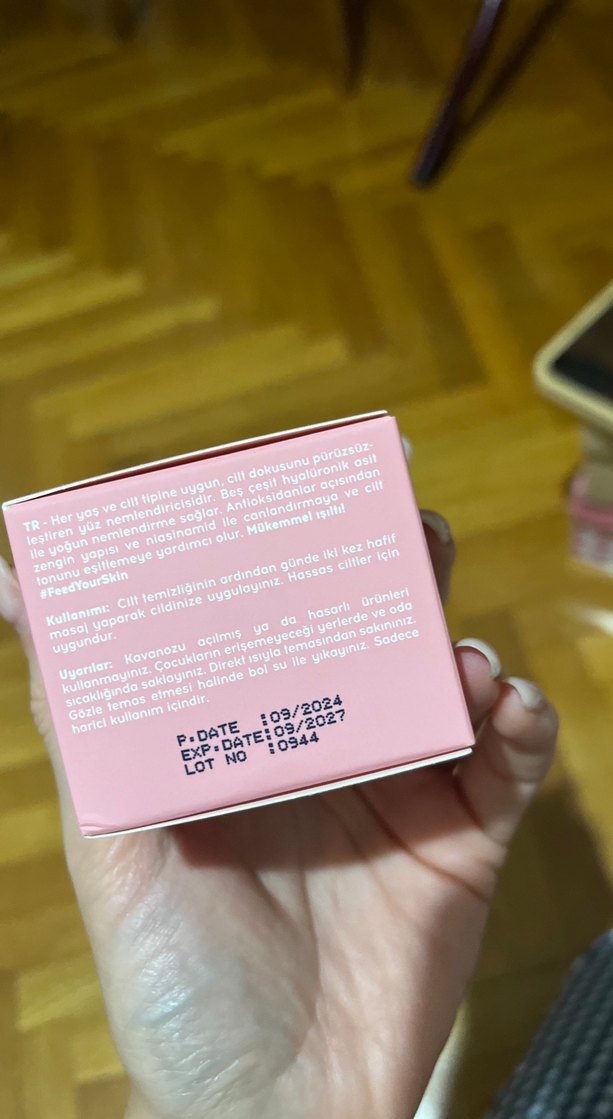 TR - Her yaş ve cilt tipine uygun, cilt dokusunu pürüzsüz-
leştiren yüz nemlendiricisidir. Beş çeşit hyalüronik asit
ile yoğun nemlendirme sağlar. Antioksidanlar açısından
zengin yapısı ve niasinamid ile canlandırmaya ve cilt
tonunu eşitlemeye yardımcı olur. Mükemmel ışıltı!
#FeedYourSkin
Kullanımı: Cilt temizliğinin ardından günde iki kez hafif
masaj yaparak cildinize uygulayınız. Hassas ciltler için
uygundur.
Uyarılar: Kavanozu açılmış ya da hasarlı ürünleri
kullanmayınız. Çocukların erişemeyeceği yerlerde ve oda
sıcaklığında saklayınız. Direkt ısıyla temasından sakınınız.
Gözle temas etmesi halinde bol su ile yıkayınız. Sadece
harici kullanım içindir.
P.DATE :09/2024
EXP.DATE:09/2027
LOT NO :0944